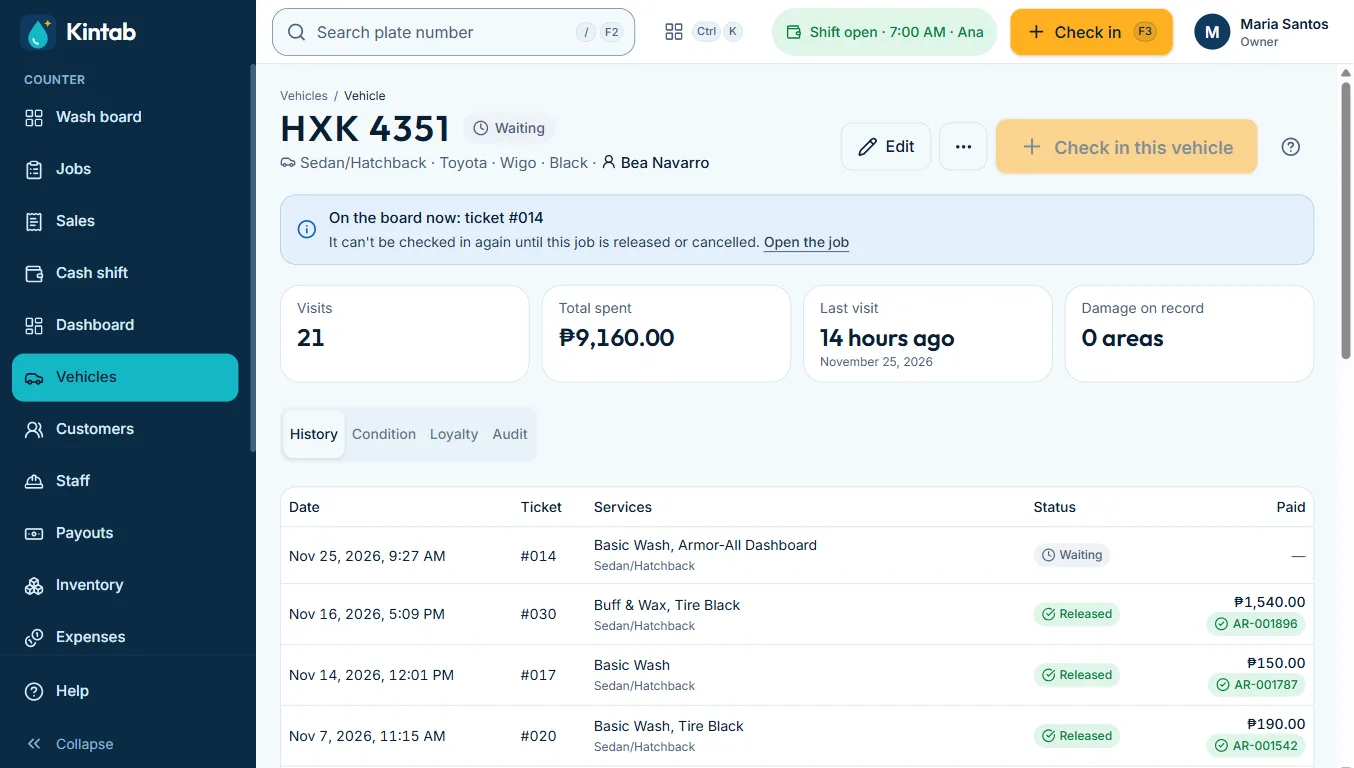 Kintab
Search plate number / F2
Ctrl K
Shift open · 7:00 AM · Ana
Check in F3
M
Maria Santos
Owner
COUNTER
Wash board
Jobs
Sales
Cash shift
Dashboard
Vehicles
Customers
Staff
Payouts
Inventory
Expenses
Help
Collapse
Vehicles / Vehicle
HXK 4351
Waiting
Sedan/Hatchback · Toyota · Wigo · Black · Bea Navarro
Edit
Check in this vehicle
On the board now: ticket #014
It can't be checked in again until this job is released or cancelled. Open the job
Visits
21
Total spent
₱9,160.00
Last visit
14 hours ago
November 25, 2026
Damage on record
0 areas
History Condition Loyalty Audit
Date Ticket Services Status Paid
Nov 25, 2026, 9:27 AM #014 Basic Wash, Armor-All Dashboard Waiting —
Sedan/Hatchback
Nov 16, 2026, 5:09 PM #030 Buff & Wax, Tire Black Released ₱1,540.00
Sedan/Hatchback AR-001896
Nov 14, 2026, 12:01 PM #017 Basic Wash Released ₱150.00
Sedan/Hatchback AR-001787
Nov 7, 2026, 11:15 AM #020 Basic Wash, Tire Black Released ₱190.00
Sedan/Hatchback AR-001542